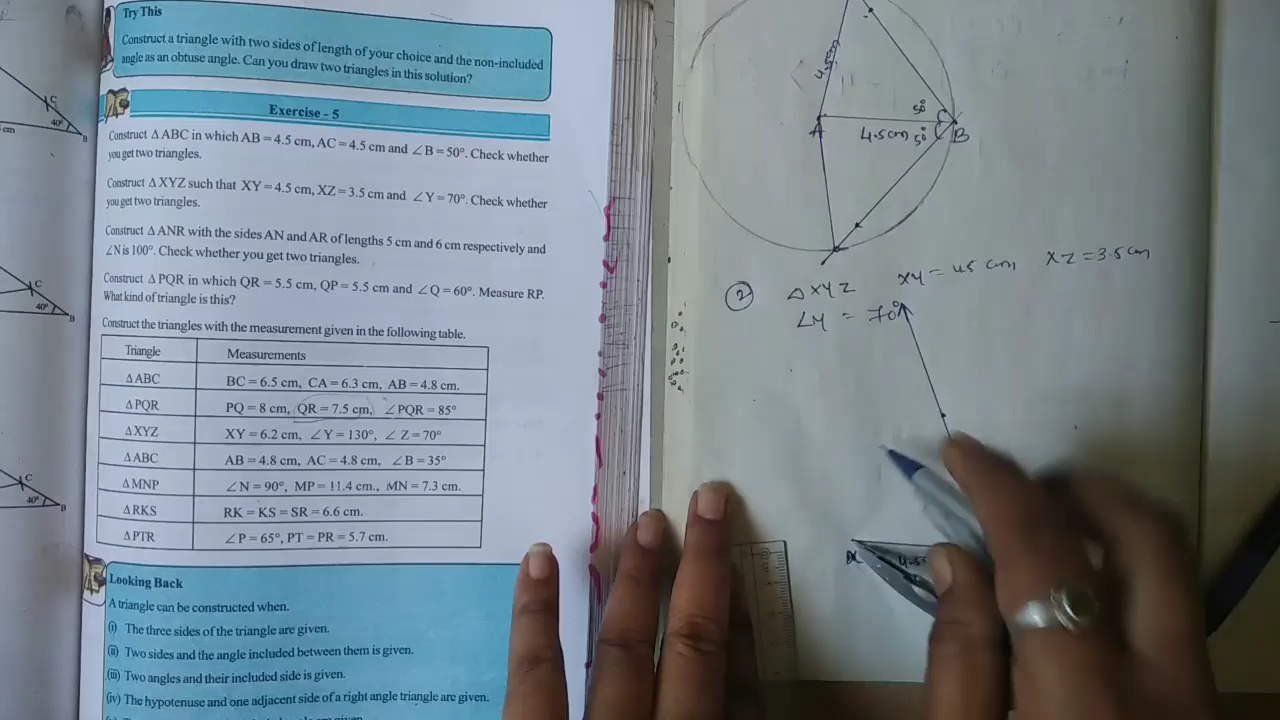 Try This
Construct a triangle with two sides of length of your choice and the non-included
angle as an obtuse angle. Can you draw two triangles in this solution?
Exercise - 5
Construct Δ ABC in which AB = 4.5 cm, AC = 4.5 cm and ∠B = 50°. Check whether
you get two triangles.
Construct Δ XYZ such that XY = 4.5 cm, XZ = 3.5 cm and ∠Y = 70°. Check whether
you get two triangles.
Construct Δ ANR with the sides AN and AR of lengths 5 cm and 6 cm respectively and
∠N is 100°. Check whether you get two triangles.
Construct Δ PQR in which QR = 5.5 cm, QP = 5.5 cm and ∠Q = 60°. Measure RP.
What kind of triangle is this?
Construct the triangles with the measurement given in the following table.
Triangle Measurements
Δ ABC BC = 6.5 cm, CA = 6.3 cm, AB = 4.8 cm.
Δ PQR PQ = 8 cm, QR = 7.5 cm, ∠PQR = 85°
Δ XYZ XY = 6.2 cm, ∠Y = 130°, ∠Z = 70°
Δ ABC AB = 4.8 cm, AC = 4.8 cm, ∠B = 35°
Δ MNP ∠N = 90°, MP = 11.4 cm., MN = 7.3 cm.
Δ RKS RK = KS = SR = 6.6 cm.
Δ PTR ∠P = 65°, PT = PR = 5.7 cm.
Looking Back
A triangle can be constructed when.
(i) The three sides of the triangle are given.
(ii) Two sides and the angle included between them is given.
(iii) Two angles and their included side is given.
(iv) The hypotenuse and one adjacent side of a right angle triangle are given.
C
40°
B
cm
C
40°
B
C
40°
B
4.5cm
50°
A 4.5cm 50° B
② Δ XYZ XY = 4.5 cm, XZ = 3.5 cm
∠Y = 70°
X 4.5